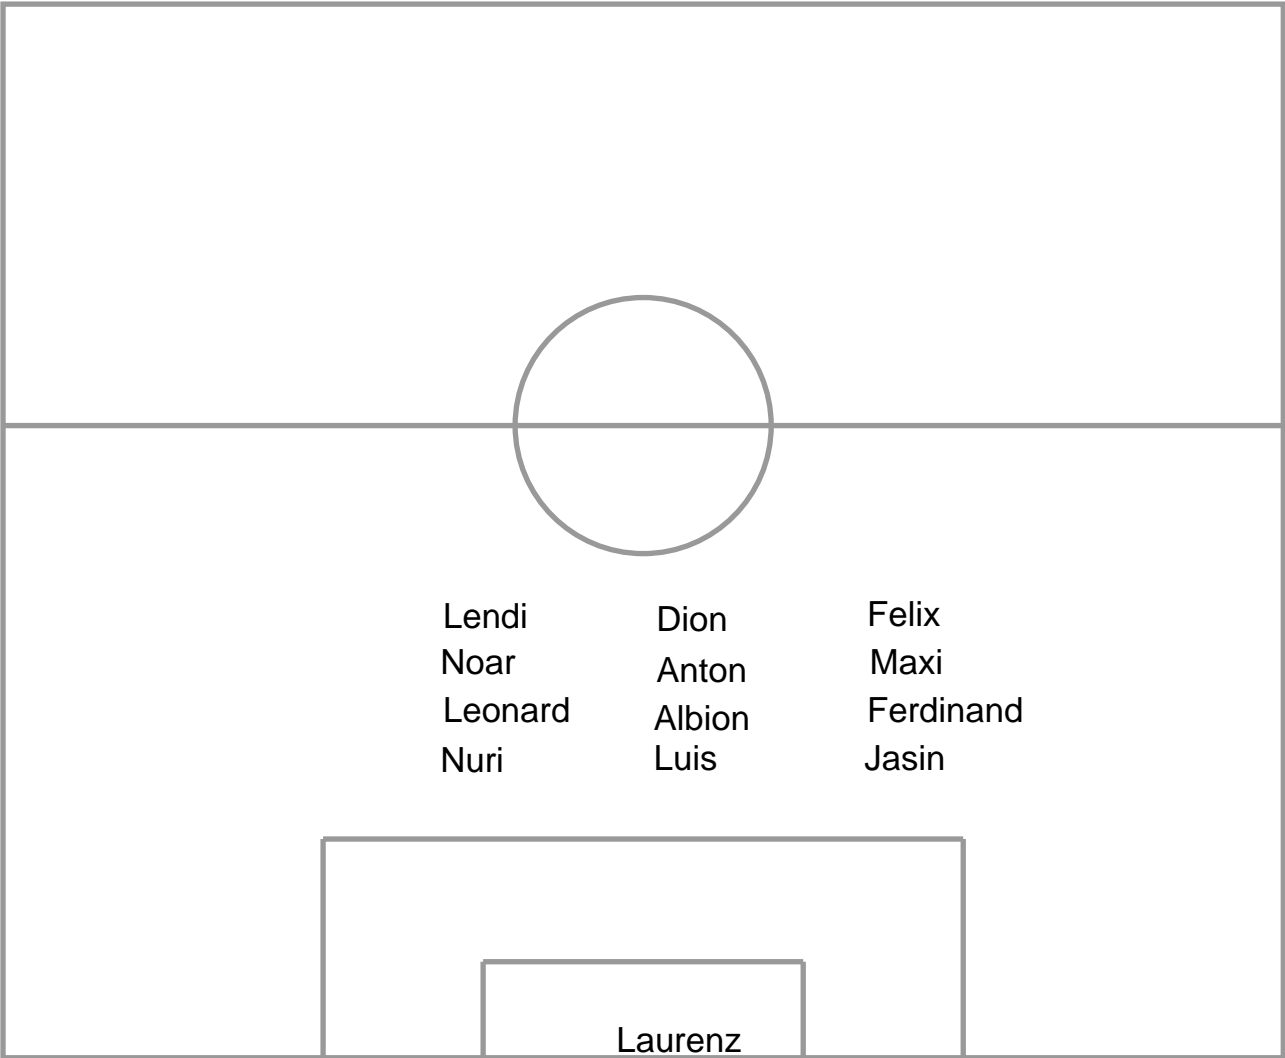 Lendi Dion Felix
Noar Anton Maxi
Leonard Albion Ferdinand
Nuri Luis Jasin
Laurenz